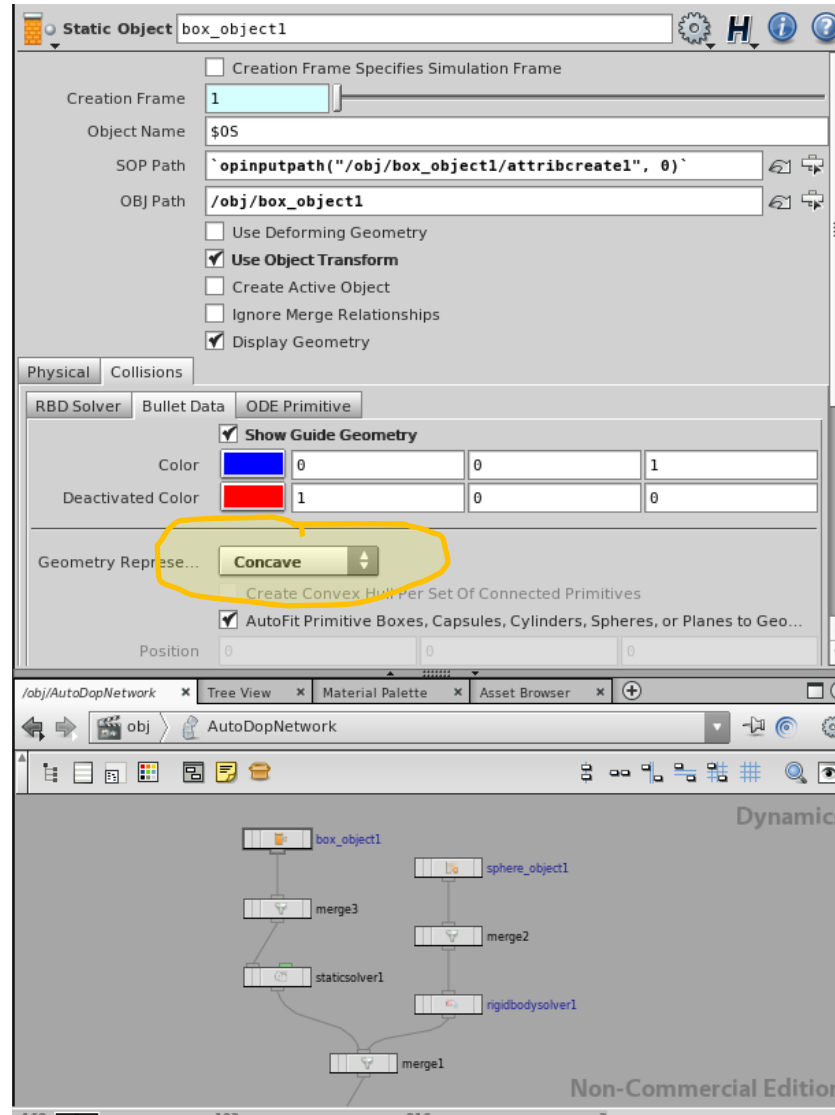 Static Object box_object1
Creation Frame Specifies Simulation Frame
Creation Frame 1
Object Name $OS
SOP Path `opinputpath("/obj/box_object1/attribcreate1", 0)`
OBJ Path /obj/box_object1
Use Deforming Geometry
Use Object Transform
Create Active Object
Ignore Merge Relationships
Display Geometry
Physical Collisions
RBD Solver Bullet Data ODE Primitive
Show Guide Geometry
Color 0 0 1
Deactivated Color 1 0 0
Geometry Represe... Concave
Create Convex Hull Per Set Of Connected Primitives
AutoFit Primitive Boxes, Capsules, Cylinders, Spheres, or Planes to Geo...
Position 0 0 0
/obj/AutoDopNetwork Tree View Material Palette Asset Browser
obj AutoDopNetwork
Dynamic
box_object1
sphere_object1
merge3
merge2
staticsolver1
rigidbodysolver1
merge1
Non-Commercial Edition